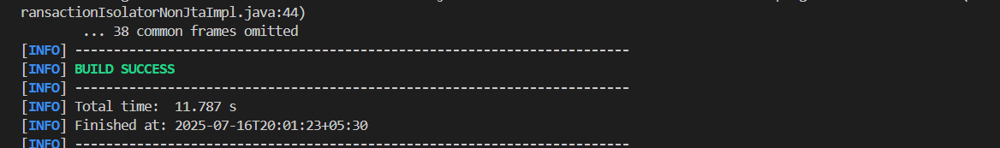 ransactionIsolatorNonJtaImpl.java:44)
... 38 common frames omitted
[INFO] ------------------------------------------------------------------------
[INFO] BUILD SUCCESS
[INFO] ------------------------------------------------------------------------
[INFO] Total time:  11.787 s
[INFO] Finished at: 2025-07-16T20:01:23+05:30
[INFO] ------------------------------------------------------------------------